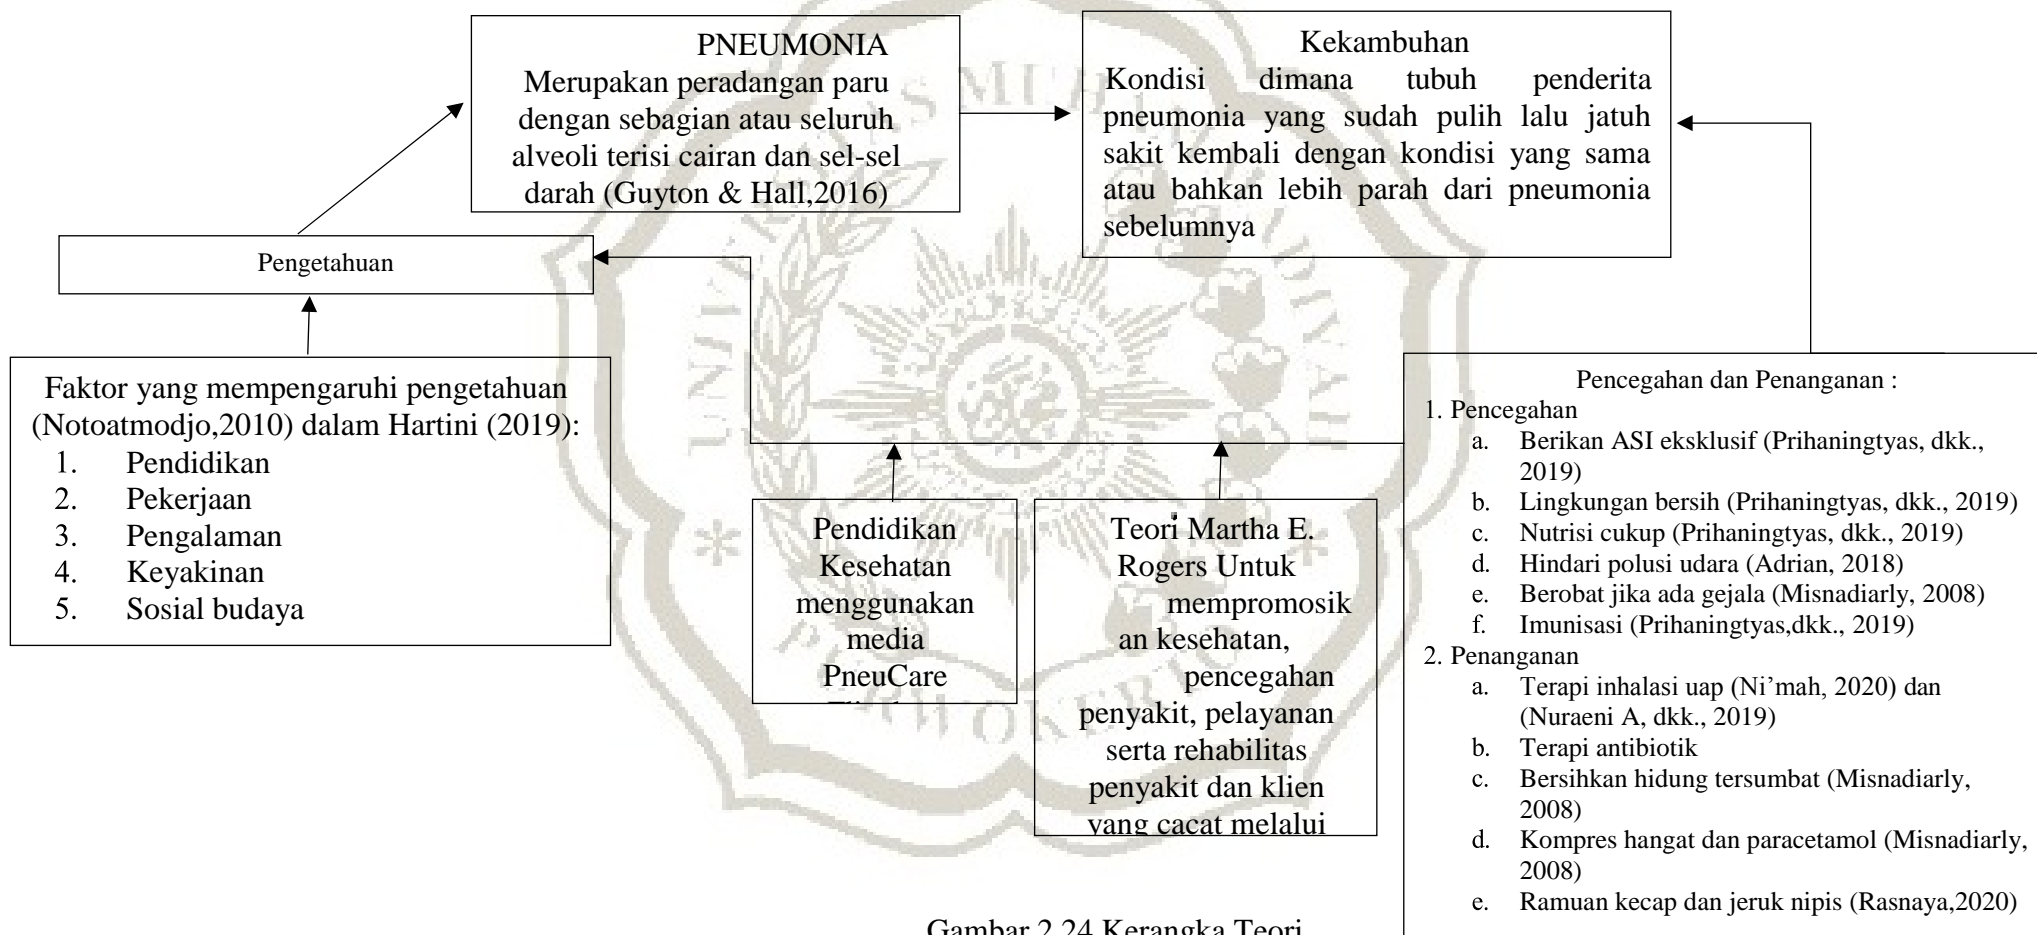 PNEUMONIA
Merupakan peradangan paru
dengan sebagian atau seluruh
alveoli terisi cairan dan sel-sel
darah (Guyton & Hall,2016)
Kekambuhan
Kondisi dimana tubuh penderita
pneumonia yang sudah pulih lalu jatuh
sakit kembali dengan kondisi yang sama
atau bahkan lebih parah dari pneumonia
sebelumnya
Pengetahuan
Faktor yang mempengaruhi pengetahuan
(Notoatmodjo,2010) dalam Hartini (2019):
1. Pendidikan
2. Pekerjaan
3. Pengalaman
4. Keyakinan
5. Sosial budaya
Pendidikan
Kesehatan
menggunakan
media
PneuCare
Teori Martha E.
Rogers Untuk
mempromosik
an kesehatan,
pencegahan
penyakit, pelayanan
serta rehabilitas
penyakit dan klien
yang cacat melalui
Pencegahan dan Penanganan :
1. Pencegahan
a. Berikan ASI eksklusif (Prihaningtyas, dkk.,
2019)
b. Lingkungan bersih (Prihaningtyas, dkk., 2019)
c. Nutrisi cukup (Prihaningtyas, dkk., 2019)
d. Hindari polusi udara (Adrian, 2018)
e. Berobat jika ada gejala (Misnadiarly, 2008)
f. Imunisasi (Prihaningtyas,dkk., 2019)
2. Penanganan
a. Terapi inhalasi uap (Ni’mah, 2020) dan
(Nuraeni A, dkk., 2019)
b. Terapi antibiotik
c. Bersihkan hidung tersumbat (Misnadiarly,
2008)
d. Kompres hangat dan paracetamol (Misnadiarly,
2008)
e. Ramuan kecap dan jeruk nipis (Rasnaya,2020)
Gambar 2.24 Kerangka Teori
UNIVERSITAS MUHAMMADIYAH
PURWOKERTO